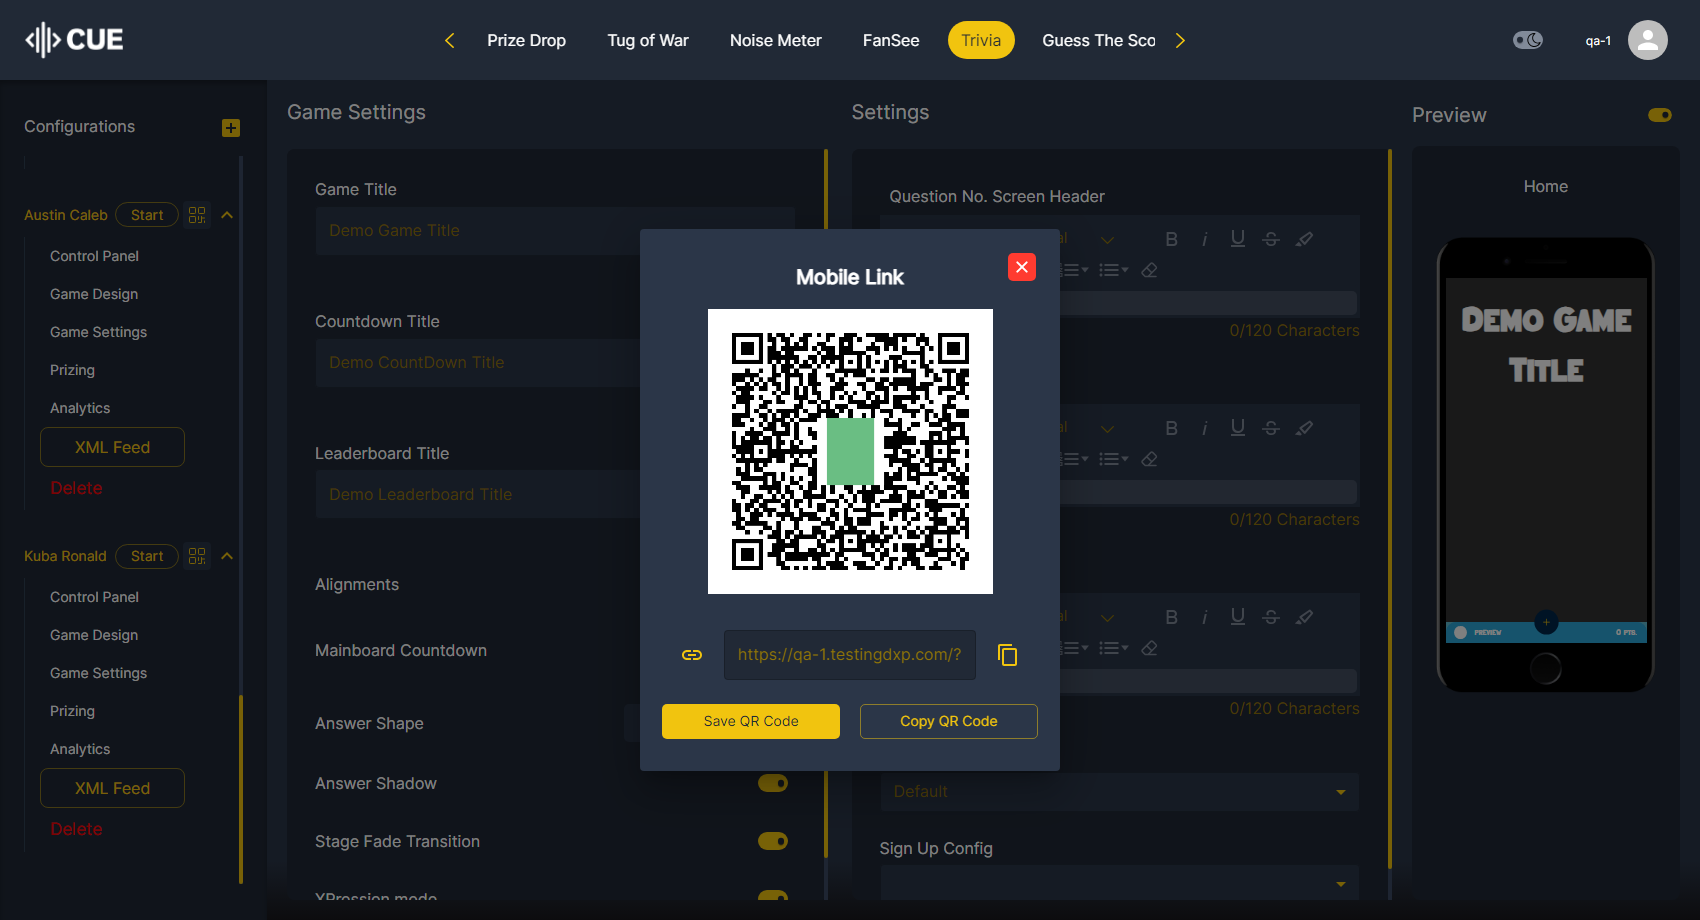 CUE
Prize Drop
Tug of War
Noise Meter
FanSee
Trivia
Guess The Sco
qa-1
Configurations
Austin Caleb
Start
Control Panel
Game Design
Game Settings
Prizing
Analytics
XML Feed
Delete
Kuba Ronald
Start
Control Panel
Game Design
Game Settings
Prizing
Analytics
XML Feed
Delete
Game Settings
Game Title
Demo Game Title
Countdown Title
Demo CountDown Title
Leaderboard Title
Demo Leaderboard Title
Alignments
Mainboard Countdown
Answer Shape
Answer Shadow
Stage Fade Transition
XPression mode
Mobile Link
https://qa-1.testingdxp.com/?
Save QR Code
Copy QR Code
Settings
Question No. Screen Header
al
B i U S
0/120 Characters
al
B i U S
0/120 Characters
al
B i U S
0/120 Characters
Default
Sign Up Config
Preview
Home
Demo Game
Title
PREVIEW
0 PTS.